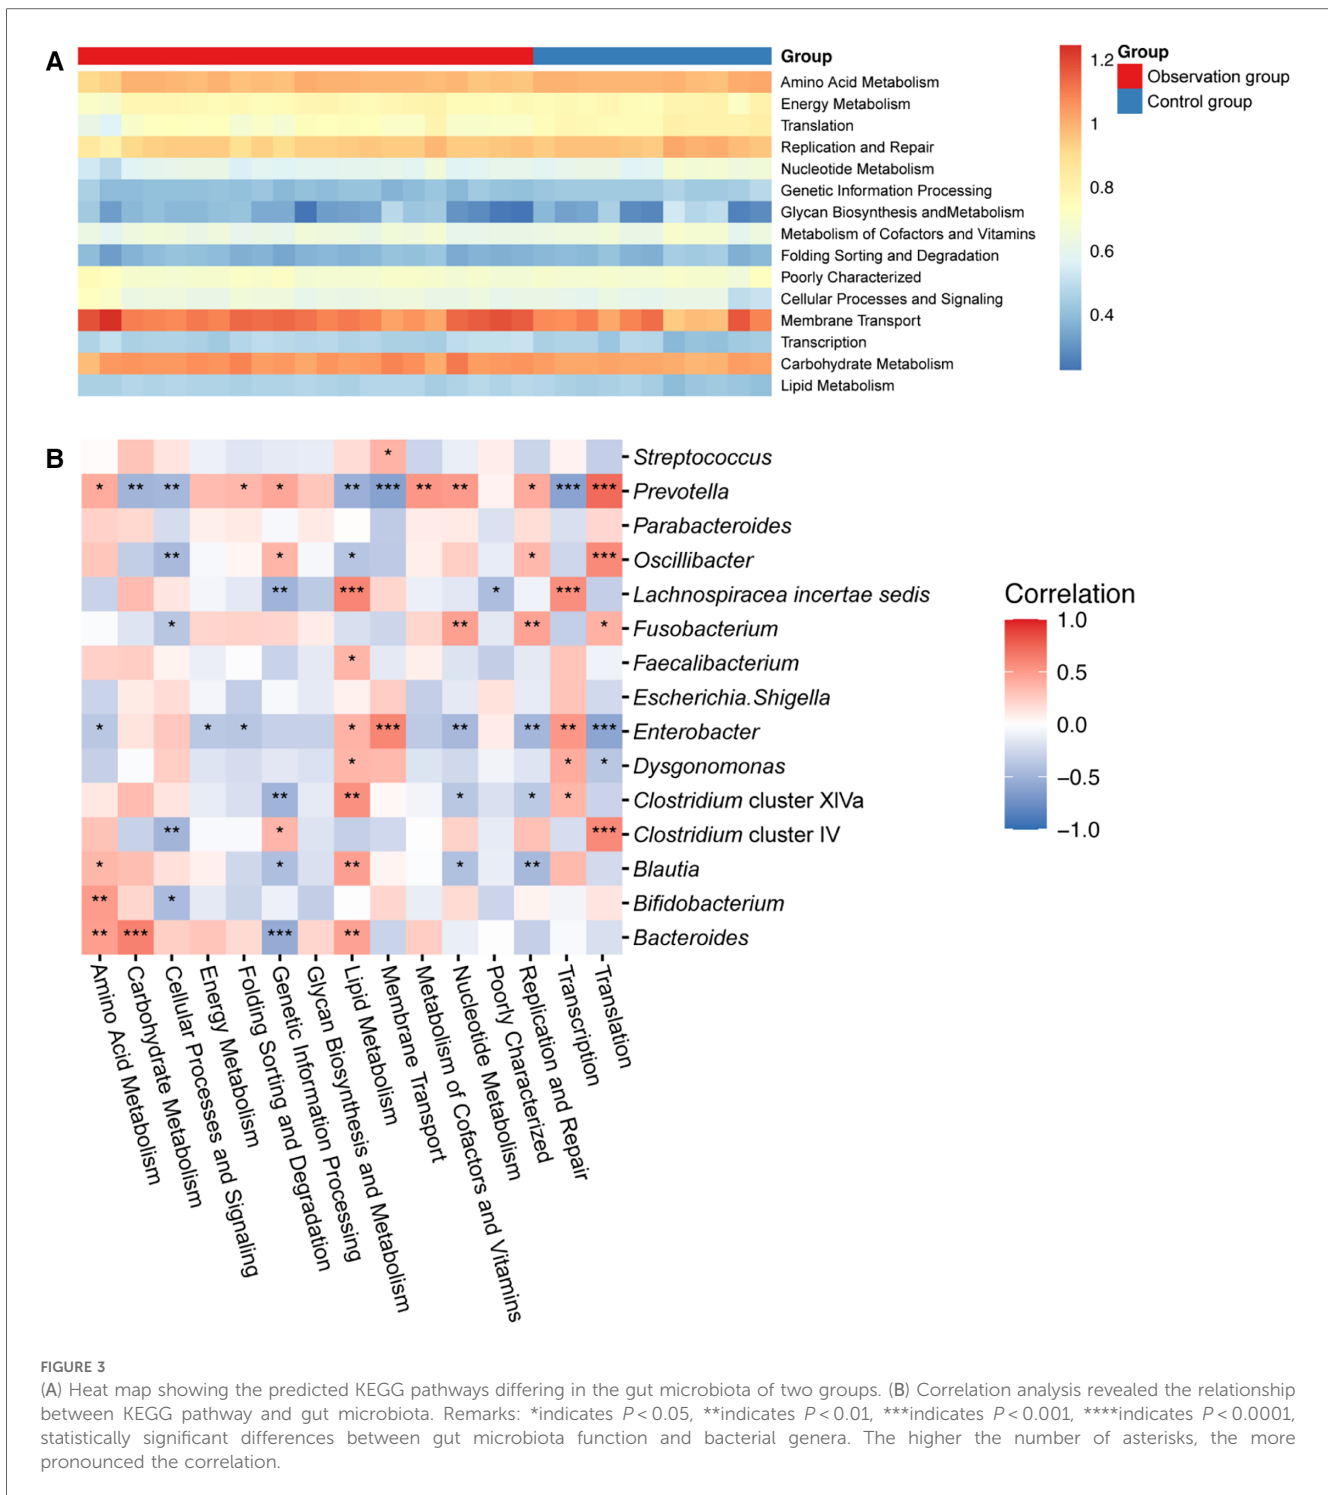 A
Group
Amino Acid Metabolism
Energy Metabolism
Translation
Replication and Repair
Nucleotide Metabolism
Genetic Information Processing
Glycan Biosynthesis andMetabolism
Metabolism of Cofactors and Vitamins
Folding Sorting and Degradation
Poorly Characterized
Cellular Processes and Signaling
Membrane Transport
Transcription
Carbohydrate Metabolism
Lipid Metabolism
1.2
1
0.8
0.6
0.4
Group
Observation group
Control group
B
* Streptococcus
* ** ** * * ** *** ** ** * *** *** Prevotella
Parabacteroides
** * * * *** Oscillibacter
** *** * *** Lachnospiracea incertae sedis
* ** ** * Fusobacterium
* Faecalibacterium
Escherichia.Shigella
* * * * *** ** ** ** *** Enterobacter
* * * Dysgonomonas
** ** * * * Clostridium cluster XIVa
** * *** Clostridium cluster IV
* * ** * ** Blautia
** * Bifidobacterium
** *** *** ** Bacteroides
Amino Acid Metabolism
Carbohydrate Metabolism
Cellular Processes and Signaling
Energy Metabolism
Folding Sorting and Degradation
Genetic Information Processing
Glycan Biosynthesis and Metabolism
Lipid Metabolism
Membrane Transport
Metabolism of Cofactors and Vitamins
Nucleotide Metabolism
Poorly Characterized
Replication and Repair
Transcription
Translation
Correlation
1.0
0.5
0.0
−0.5
−1.0
FIGURE 3
(A) Heat map showing the predicted KEGG pathways differing in the gut microbiota of two groups. (B) Correlation analysis revealed the relationship
between KEGG pathway and gut microbiota. Remarks: *indicates P < 0.05, **indicates P < 0.01, ***indicates P < 0.001, ****indicates P < 0.0001,
statistically significant differences between gut microbiota function and bacterial genera. The higher the number of asterisks, the more
pronounced the correlation.